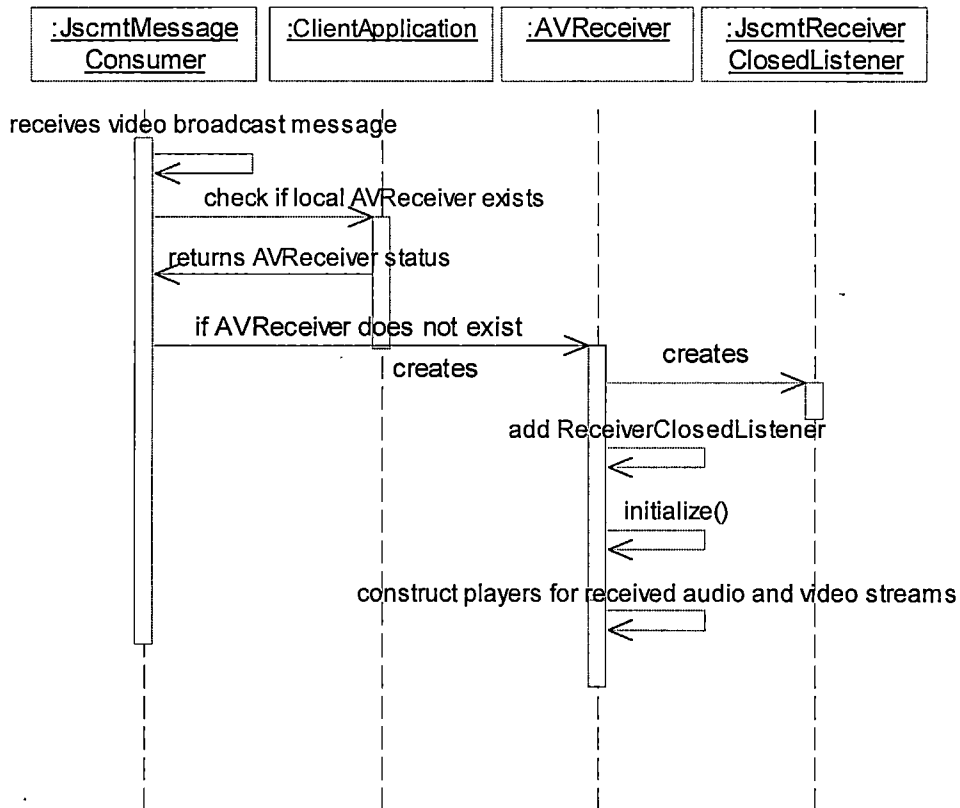 :JscmtMessage
Consumer
:ClientApplication
:AVReceiver
:JscmtReceiver
ClosedListener
receives video broadcast message
check if local AVReceiver exists
returns AVReceiver status
if AVReceiver does not exist
creates
creates
add ReceiverClosedListener
initialize()
construct players for received audio and video streams